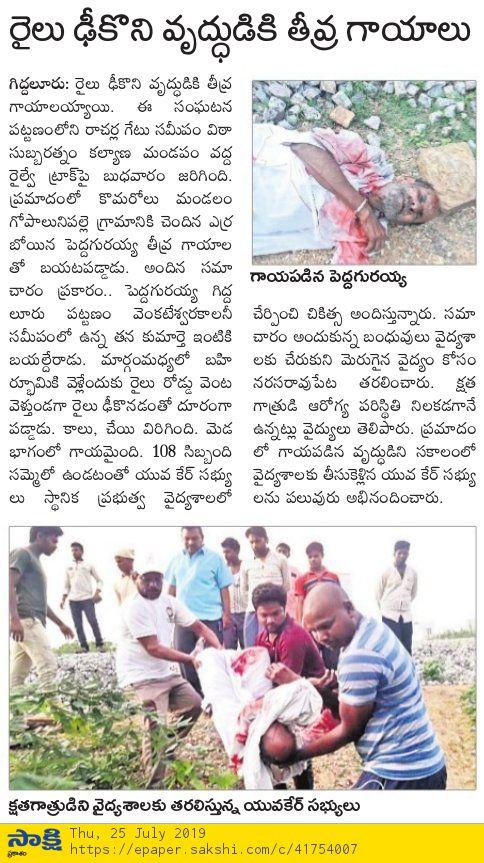 రైలు ఢీకొని వృద్ధుడికి తీవ్ర గాయాలు
గిద్దలూరు: రైలు ఢీకొని వృద్ధుడికి తీవ్ర
గాయాలయ్యాయి. ఈ సంఘటన
పట్టణంలోని రాచర్ల గేటు సమీపం విఠా
సుబ్బరత్నం కల్యాణ మండపం వద్ద
రైల్వే ట్రాక్‌పై బుధవారం జరిగింది.
ప్రమాదంలో కొమరోలు మండలం
గోపాలునిపల్లె గ్రామానికి చెందిన ఎర్ర
బోయిన పెద్దగురయ్య తీవ్ర గాయాల
తో బయటపడ్డాడు. అందిన సమా
చారం ప్రకారం.. పెద్దగురయ్య గిద్ద
లూరు పట్టణం వెంకటేశ్వరకాలనీ
సమీపంలో ఉన్న తన కుమార్తె ఇంటికి
బయల్దేరాడు. మార్గంమధ్యలో బహి
ర్భూమికి వెళ్లేందుకు రైలు రోడ్డు వెంట
వెళ్తుండగా రైలు ఢీకొనడంతో దూరంగా
పడ్డాడు. కాలు, చేయి విరిగింది. మెడ
భాగంలో గాయమైంది. 108 సిబ్బంది
సమ్మెలో ఉండటంతో యువ కేర్ సభ్యు
లు స్థానిక ప్రభుత్వ వైద్యశాలలో
గాయపడిన పెద్దగురయ్య
చేర్పించి చికిత్స అందిస్తున్నారు. సమా
చారం అందుకున్న బంధువులు వైద్యశా
లకు చేరుకుని మెరుగైన వైద్యం కోసం
నరసరావుపేట తరలించారు. క్షత
గాత్రుడి ఆరోగ్య పరిస్థితి నిలకడగానే
ఉన్నట్లు వైద్యులు తెలిపారు. ప్రమాదం
లో గాయపడిన వృద్ధుడిని సకాలంలో
వైద్యశాలకు తీసుకెళ్లిన యువ కేర్ సభ్యు
లను పలువురు అభినందించారు.
క్షతగాత్రుడిని వైద్యశాలకు తరలిస్తున్న యువకేర్ సభ్యులు
సాక్షి Thu, 25 July 2019
ప్రకాశం https://epaper.sakshi.com/c/41754007